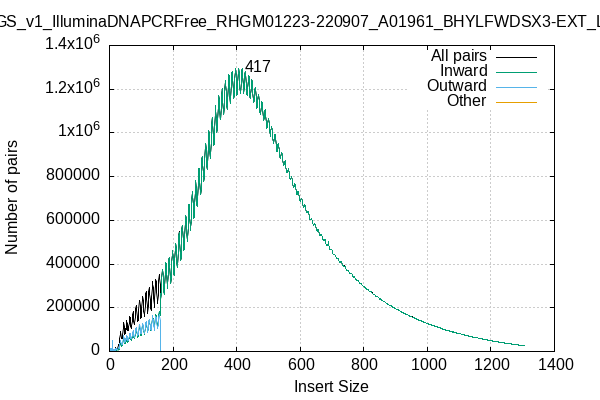 GS_v1_IlluminaDNAPCRFree_RHGM01223-220907_A01961_BHYLFWDSX3-EXT_L
1.4x10^6
1.2x10^6
1x10^6
800000
600000
400000
200000
0
Number of pairs
417
All pairs
Inward
Outward
Other
0 200 400 600 800 1000 1200 1400
Insert Size